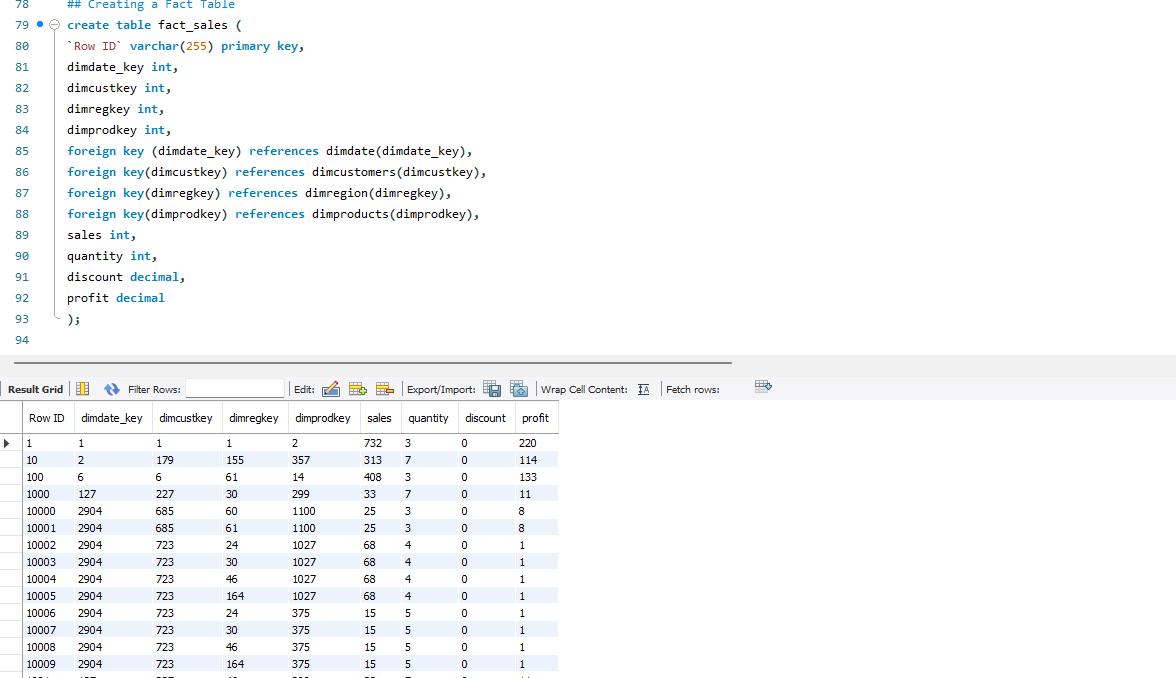 78 ## Creating a Fact Table
79 create table fact_sales (
80 `Row ID` varchar(255) primary key,
81 dimdate_key int,
82 dimcustkey int,
83 dimregkey int,
84 dimprodkey int,
85 foreign key (dimdate_key) references dimdate(dimdate_key),
86 foreign key(dimcustkey) references dimcustomers(dimcustkey),
87 foreign key(dimregkey) references dimregion(dimregkey),
88 foreign key(dimprodkey) references dimproducts(dimprodkey),
89 sales int,
90 quantity int,
91 discount decimal,
92 profit decimal
93 );
94
Result Grid Filter Rows: Edit: Export/Import: Wrap Cell Content: Fetch rows:
Row ID dimdate_key dimcustkey dimregkey dimprodkey sales quantity discount profit
1 1 1 1 2 732 3 0 220
10 2 179 155 357 313 7 0 114
100 6 6 61 14 408 3 0 133
1000 127 227 30 299 33 7 0 11
10000 2904 685 60 1100 25 3 0 8
10001 2904 685 61 1100 25 3 0 8
10002 2904 723 24 1027 68 4 0 1
10003 2904 723 30 1027 68 4 0 1
10004 2904 723 46 1027 68 4 0 1
10005 2904 723 164 1027 68 4 0 1
10006 2904 723 24 375 15 5 0 1
10007 2904 723 30 375 15 5 0 1
10008 2904 723 46 375 15 5 0 1
10009 2904 723 164 375 15 5 0 1